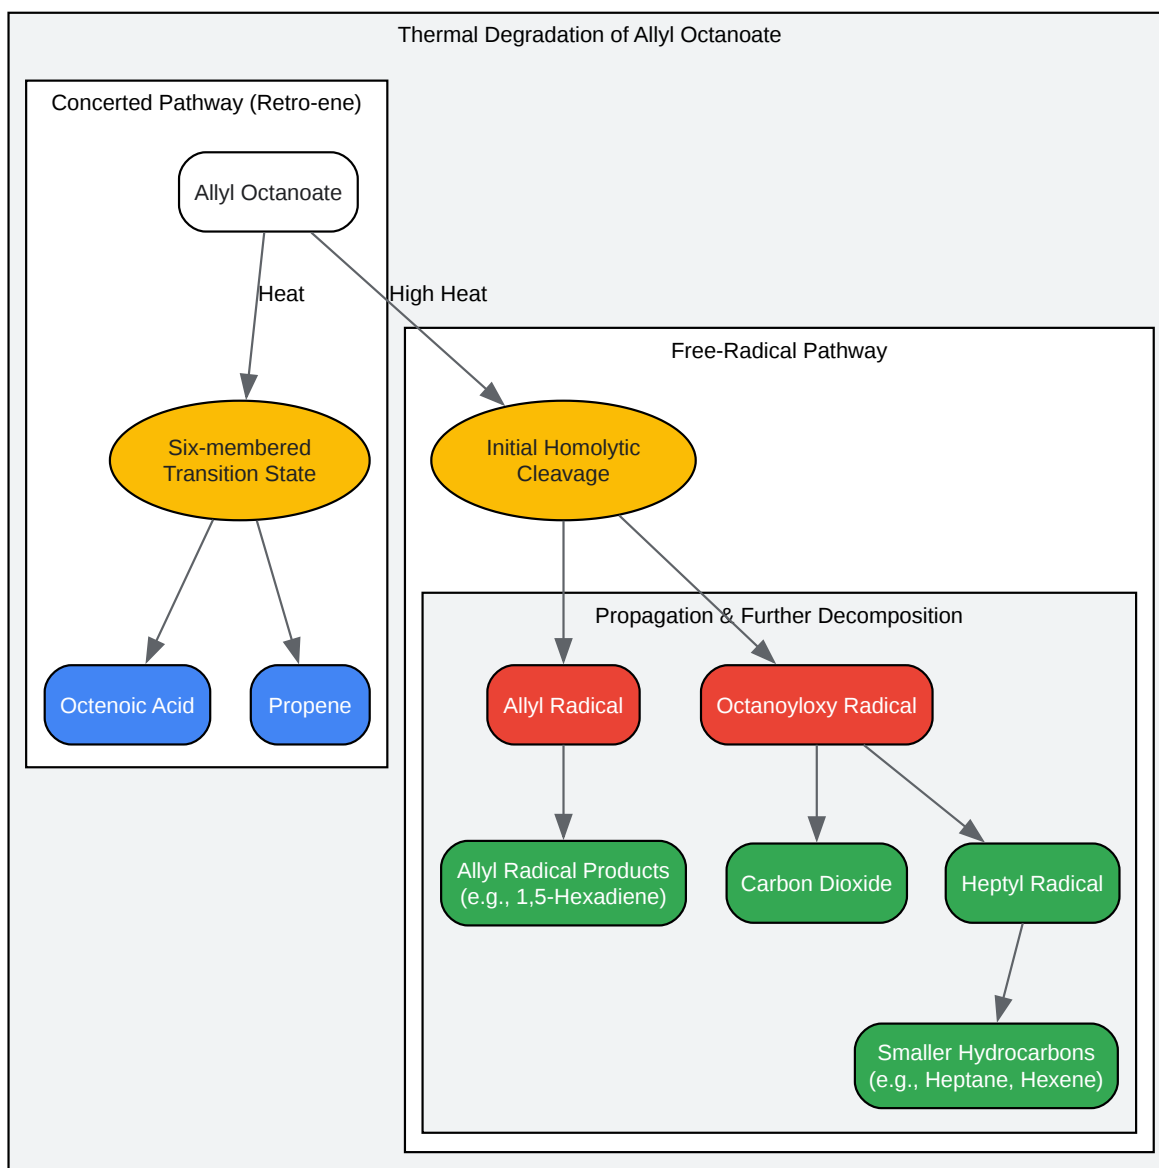 Thermal Degradation of Allyl Octanoate
Concerted Pathway (Retro-ene)
Allyl Octanoate
Heat
High Heat
Free-Radical Pathway
Six-membered
Transition State
Initial Homolytic
Cleavage
Propagation & Further Decomposition
Octenoic Acid
Propene
Allyl Radical
Octanoyloxy Radical
Allyl Radical Products
(e.g., 1,5-Hexadiene)
Carbon Dioxide
Heptyl Radical
Smaller Hydrocarbons
(e.g., Heptane, Hexene)